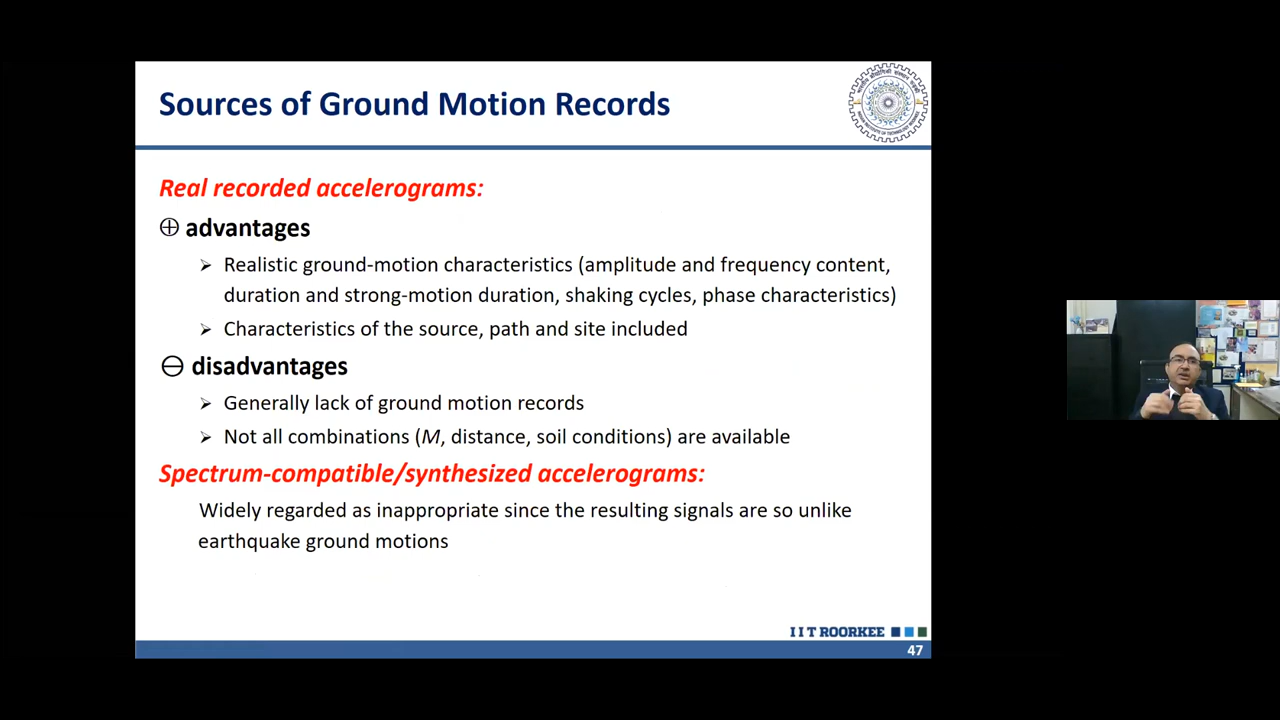 Sources of Ground Motion Records
Real recorded accelerograms:
⊕ advantages
➢ Realistic ground-motion characteristics (amplitude and frequency content,
duration and strong-motion duration, shaking cycles, phase characteristics)
➢ Characteristics of the source, path and site included
⊖ disadvantages
➢ Generally lack of ground motion records
➢ Not all combinations (M, distance, soil conditions) are available
Spectrum-compatible/synthesized accelerograms:
Widely regarded as inappropriate since the resulting signals are so unlike
earthquake ground motions
IIT ROORKEE
47